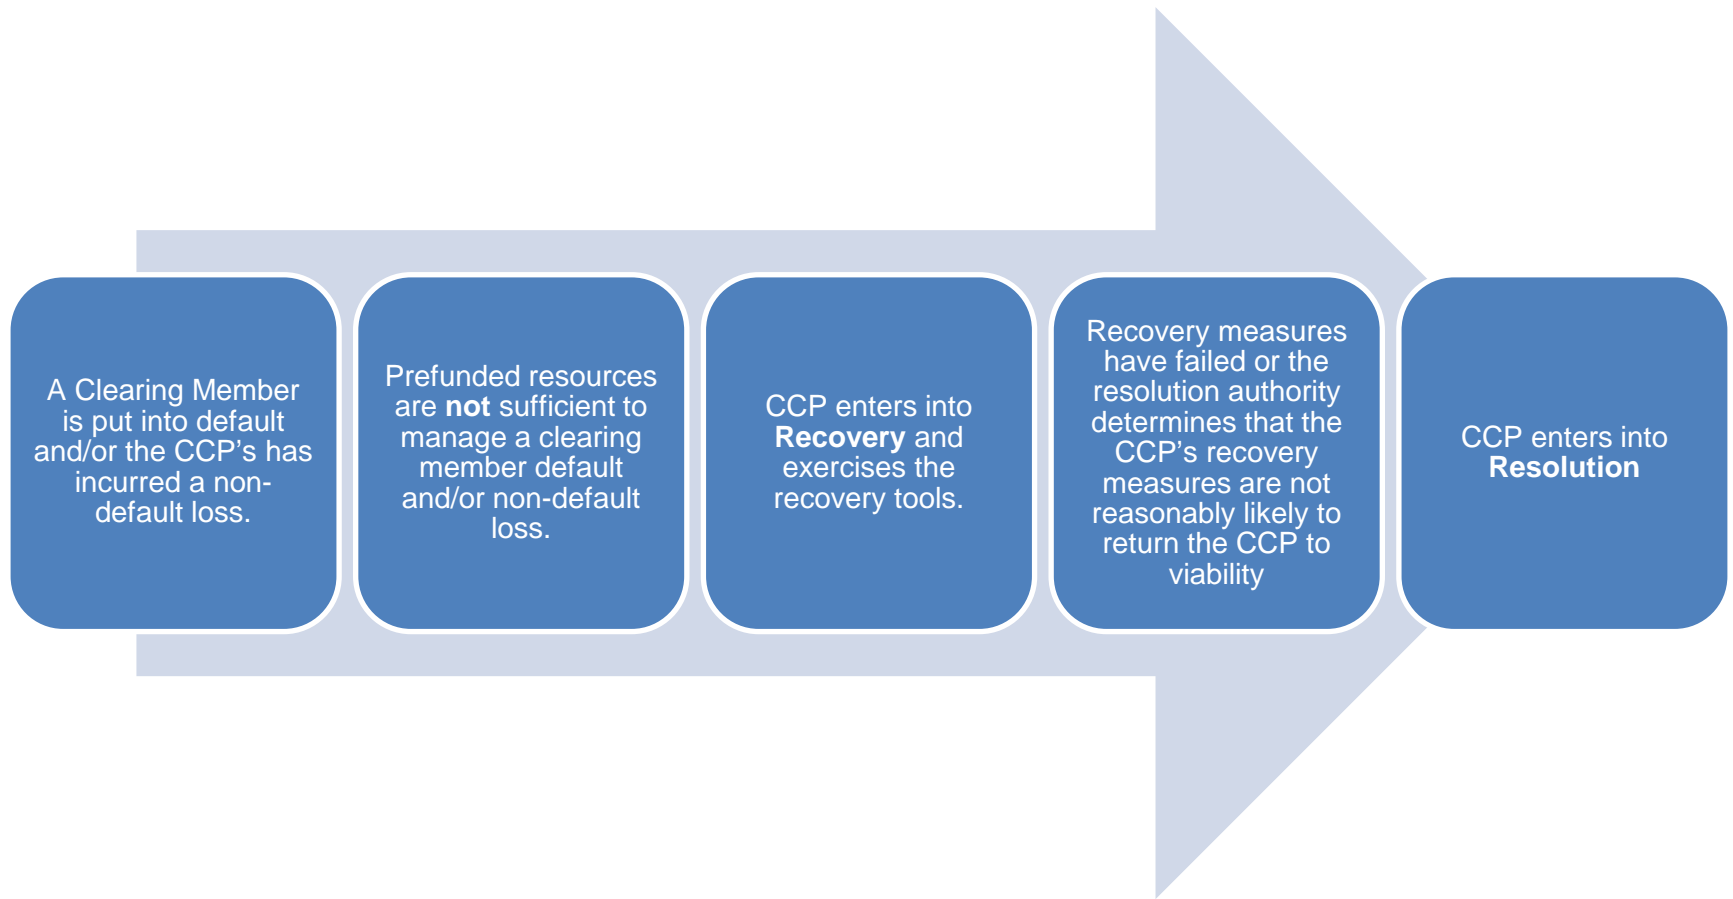 A Clearing Member
is put into default
and/or the CCP’s has
incurred a non-
default loss.
Prefunded resources
are not sufficient to
manage a clearing
member default
and/or non-default
loss.
CCP enters into
Recovery and
exercises the
recovery tools.
Recovery measures
have failed or the
resolution authority
determines that the
CCP’s recovery
measures are not
reasonably likely to
return the CCP to
viability
CCP enters into
Resolution